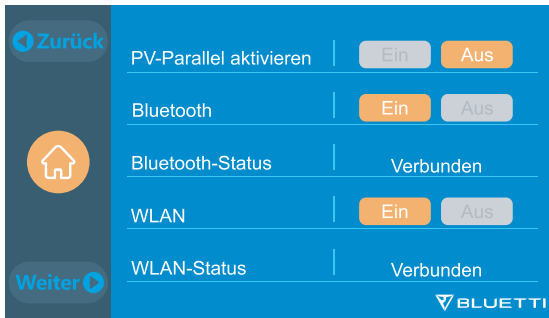 Zurück
PV-Parallel aktivieren Ein Aus
Bluetooth Ein Aus
Bluetooth-Status Verbunden
WLAN Ein Aus
Weiter
WLAN-Status Verbunden
BLUETTI